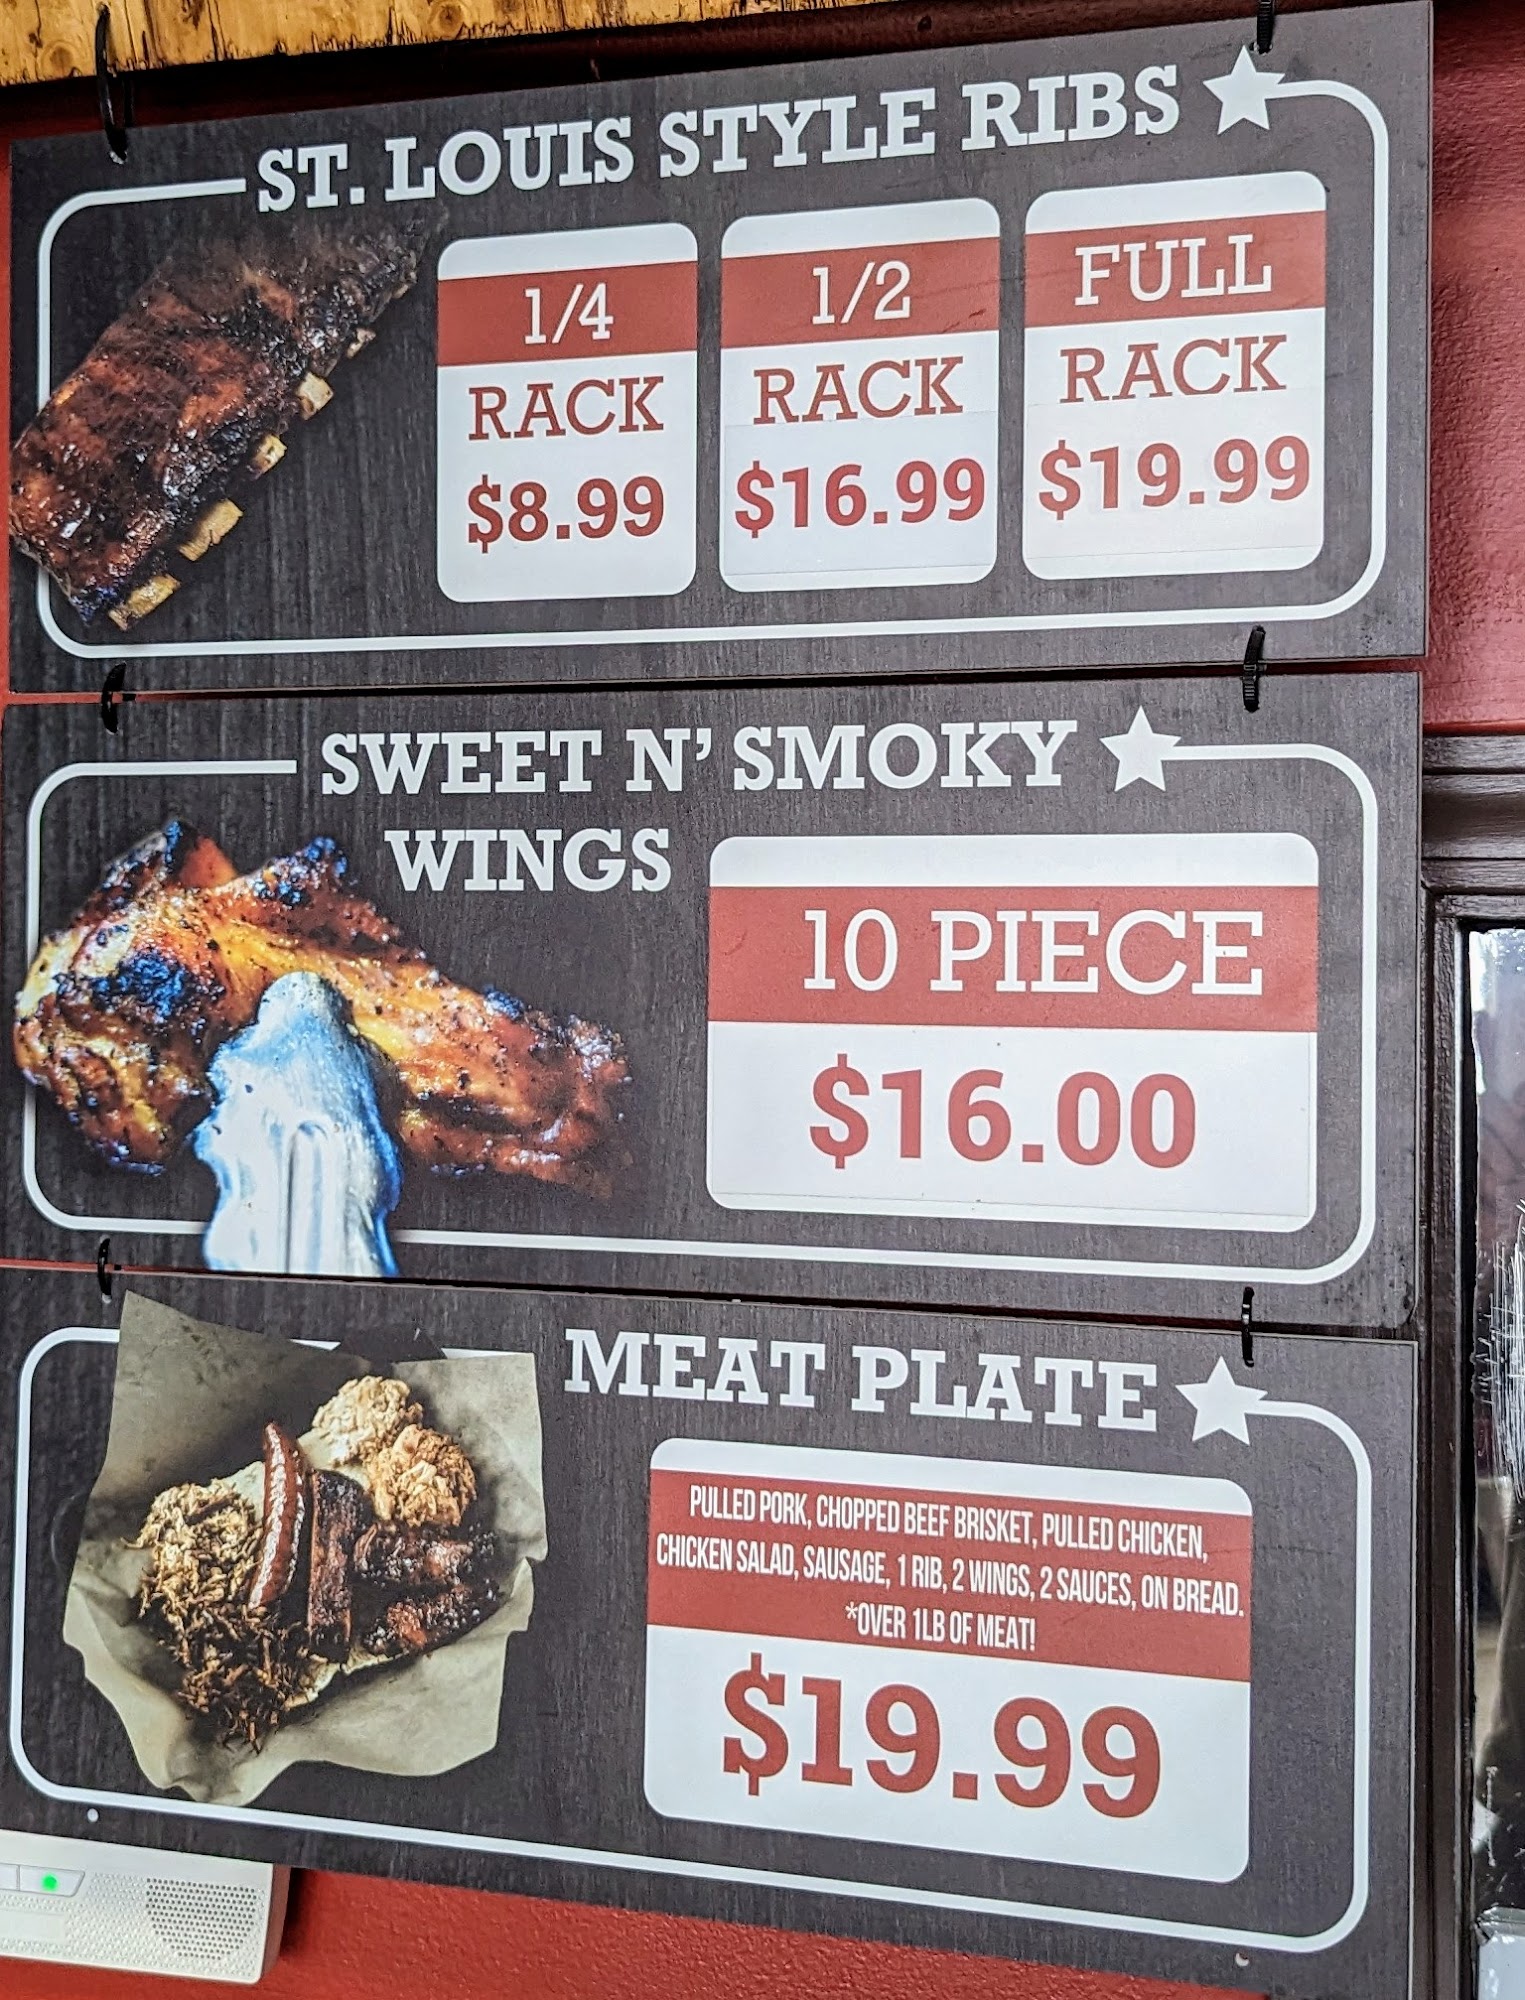 ST. LOUIS STYLE RIBS
1/4
RACK
$8.99
1/2
RACK
$16.99
FULL
RACK
$19.99
SWEET N' SMOKY
WINGS
10 PIECE
$16.00
MEAT PLATE
PULLED PORK, CHOPPED BEEF BRISKET, PULLED CHICKEN,
CHICKEN SALAD, SAUSAGE, 1 RIB, 2 WINGS, 2 SAUCES, ON BREAD.
*OVER 1LB OF MEAT!
$19.99